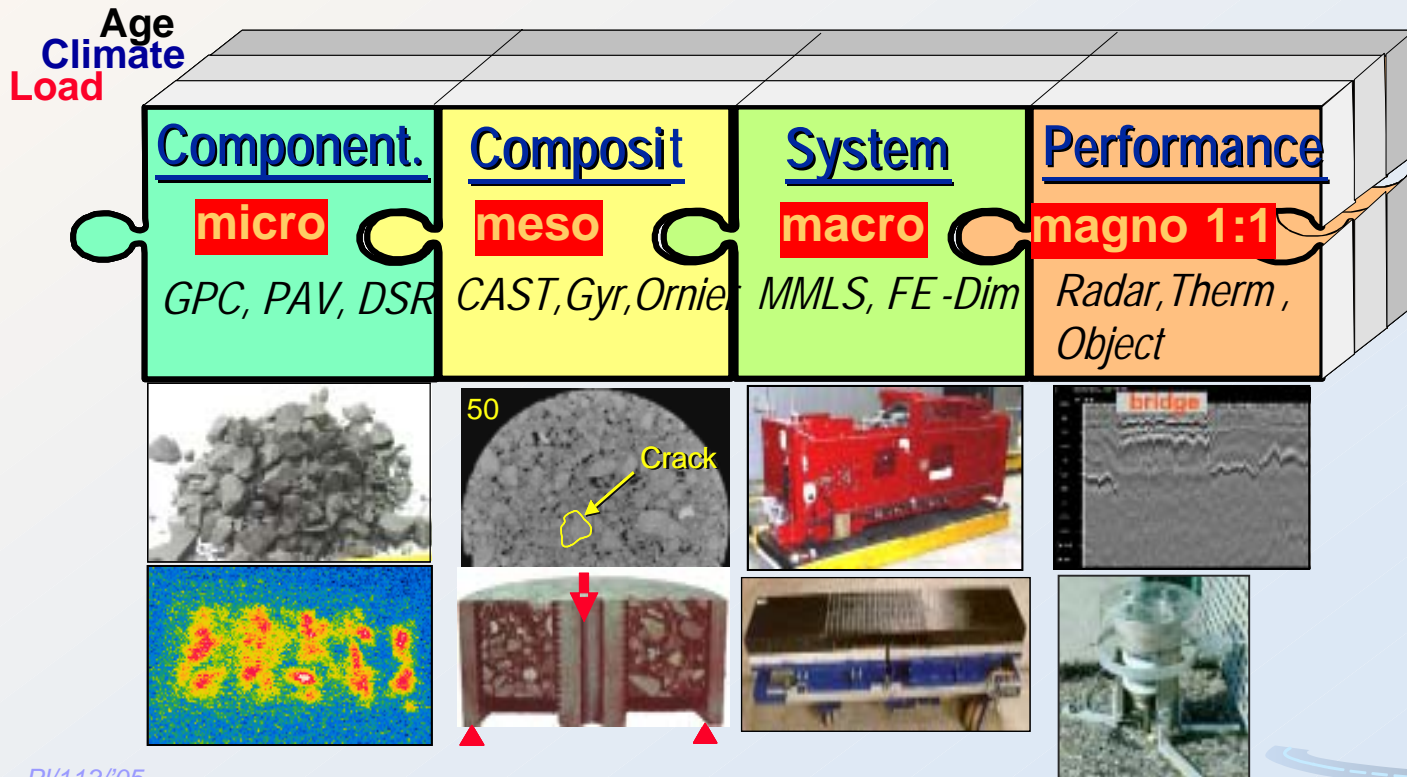 Age
Climate
Load
Component.
micro
GPC, PAV, DSR
Composit
meso
CAST,Gyr,Ornier
System
macro
MMLS, FE -Dim
Performance
magno 1:1
Radar,Therm ,
Object
50
Crack
bridge